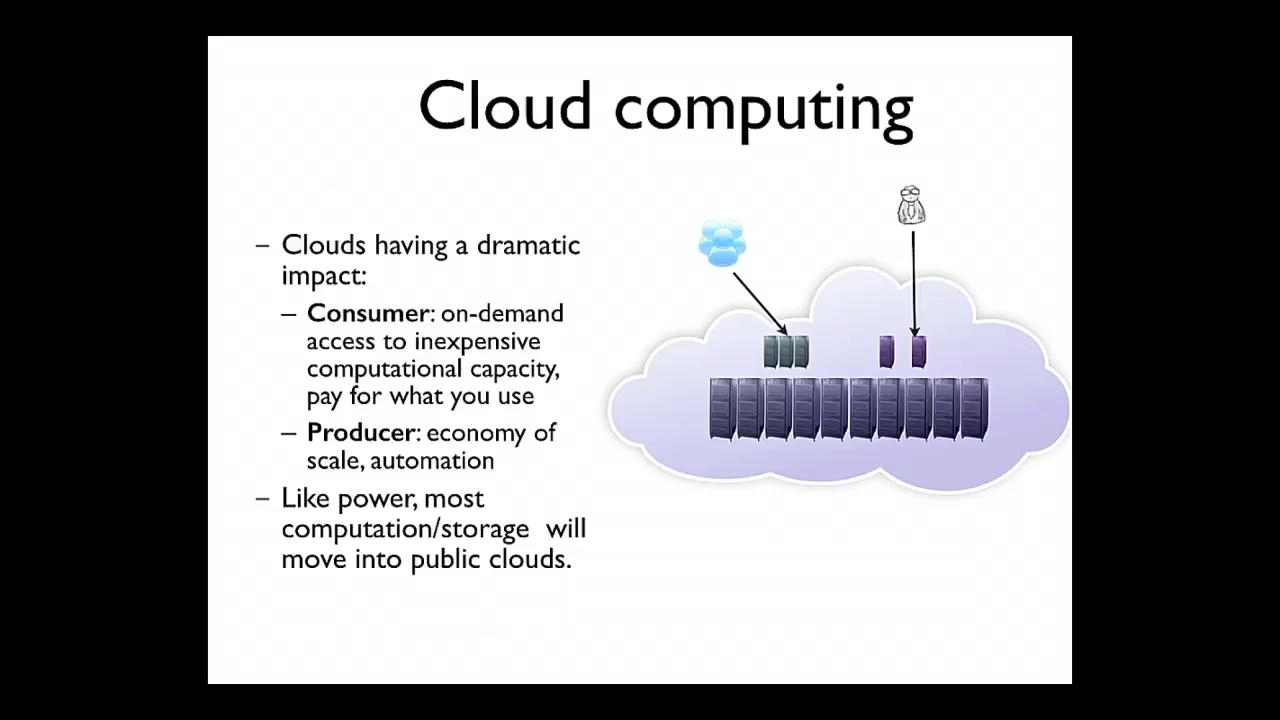 Cloud computing
– Clouds having a dramatic
impact:
– Consumer: on-demand
access to inexpensive
computational capacity,
pay for what you use
– Producer: economy of
scale, automation
– Like power, most
computation/storage will
move into public clouds.